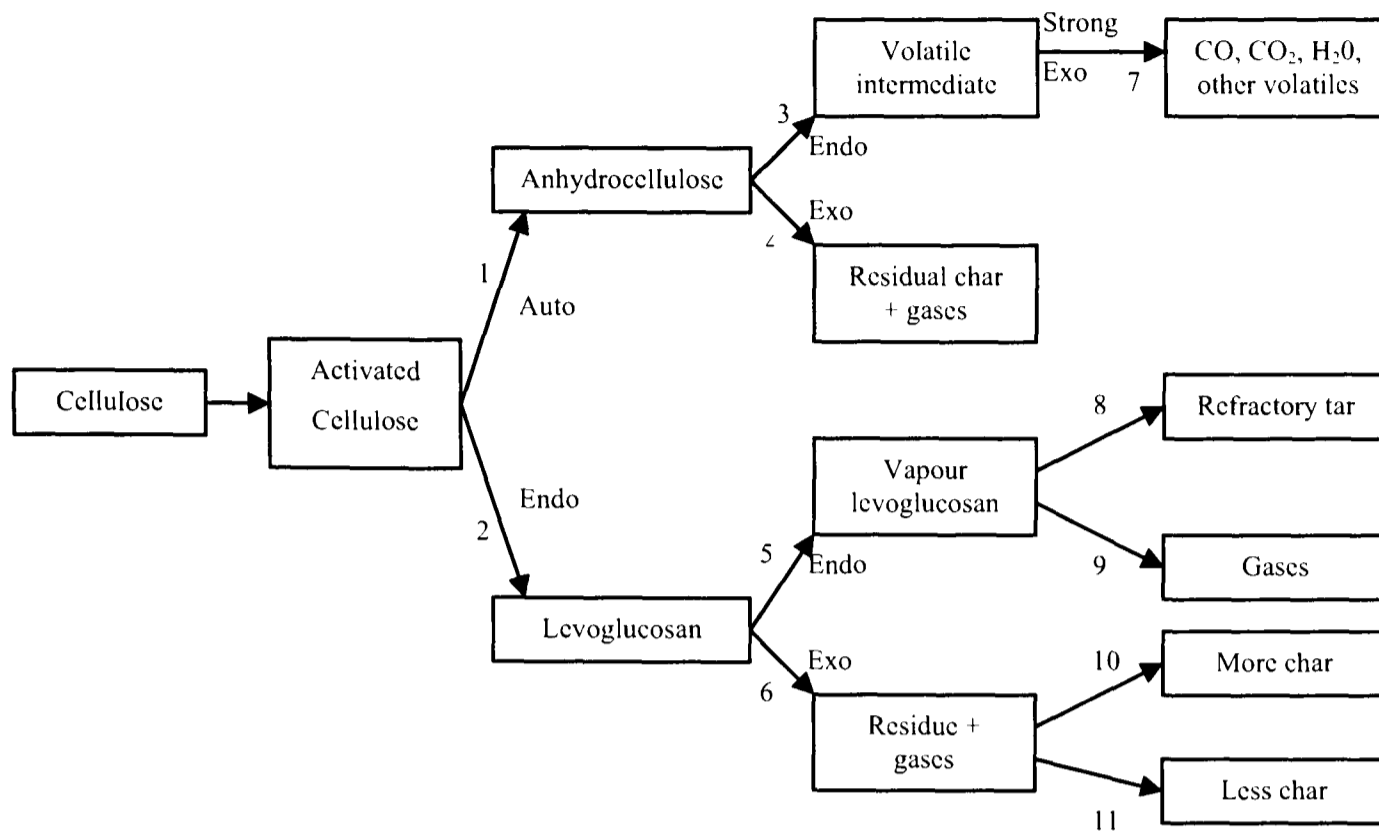 Cellulose
Activated
Cellulose
1
Auto
2
Endo
Anhydrocellulose
Levoglucosan
3
Endo
Exo
4
5
Endo
Exo
6
Volatile
intermediate
Residual char
+ gases
Vapour
levoglucosan
Residue +
gases
Strong
Exo
7
8
9
10
11
CO, CO₂, H₂0,
other volatiles
Refractory tar
Gases
More char
Less char